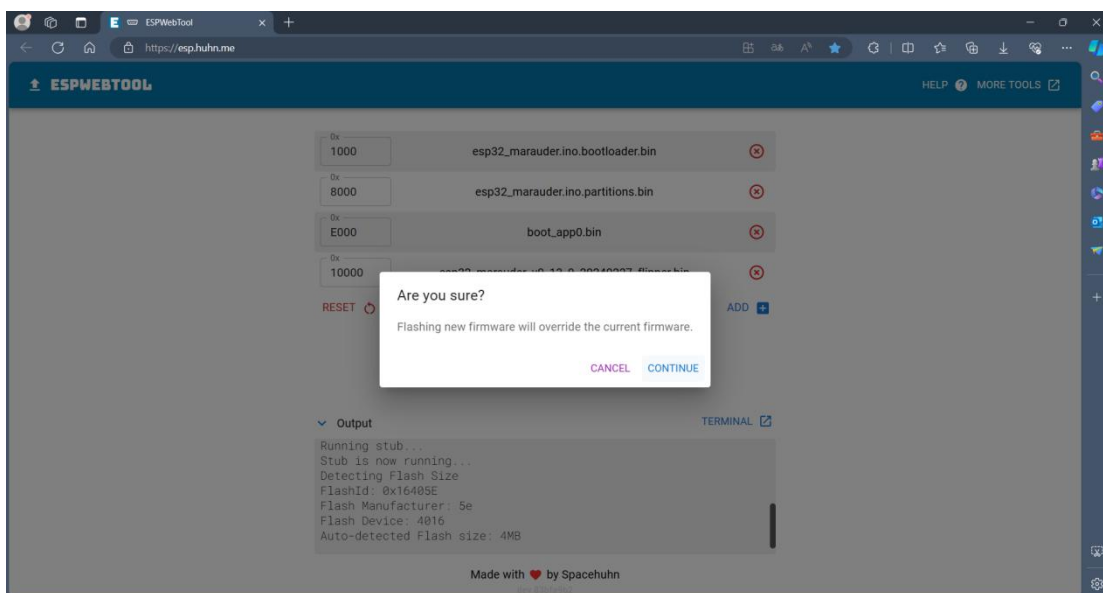 ESPWebTool
https://esp.huhn.me
ESPWEBTOOL
HELP MORE TOOLS
0x
1000
esp32_marauder.ino.bootloader.bin
0x
8000
esp32_marauder.ino.partitions.bin
0x
E000
boot_app0.bin
0x
10000
RESET
ADD
Are you sure?
Flashing new firmware will override the current firmware.
CANCEL CONTINUE
Output
TERMINAL
Running stub...
Stub is now running...
Detecting Flash Size
FlashId: 0x16405E
Flash Manufacturer: 5e
Flash Device: 4016
Auto-detected Flash size: 4MB
Made with ❤ by Spacehuhn